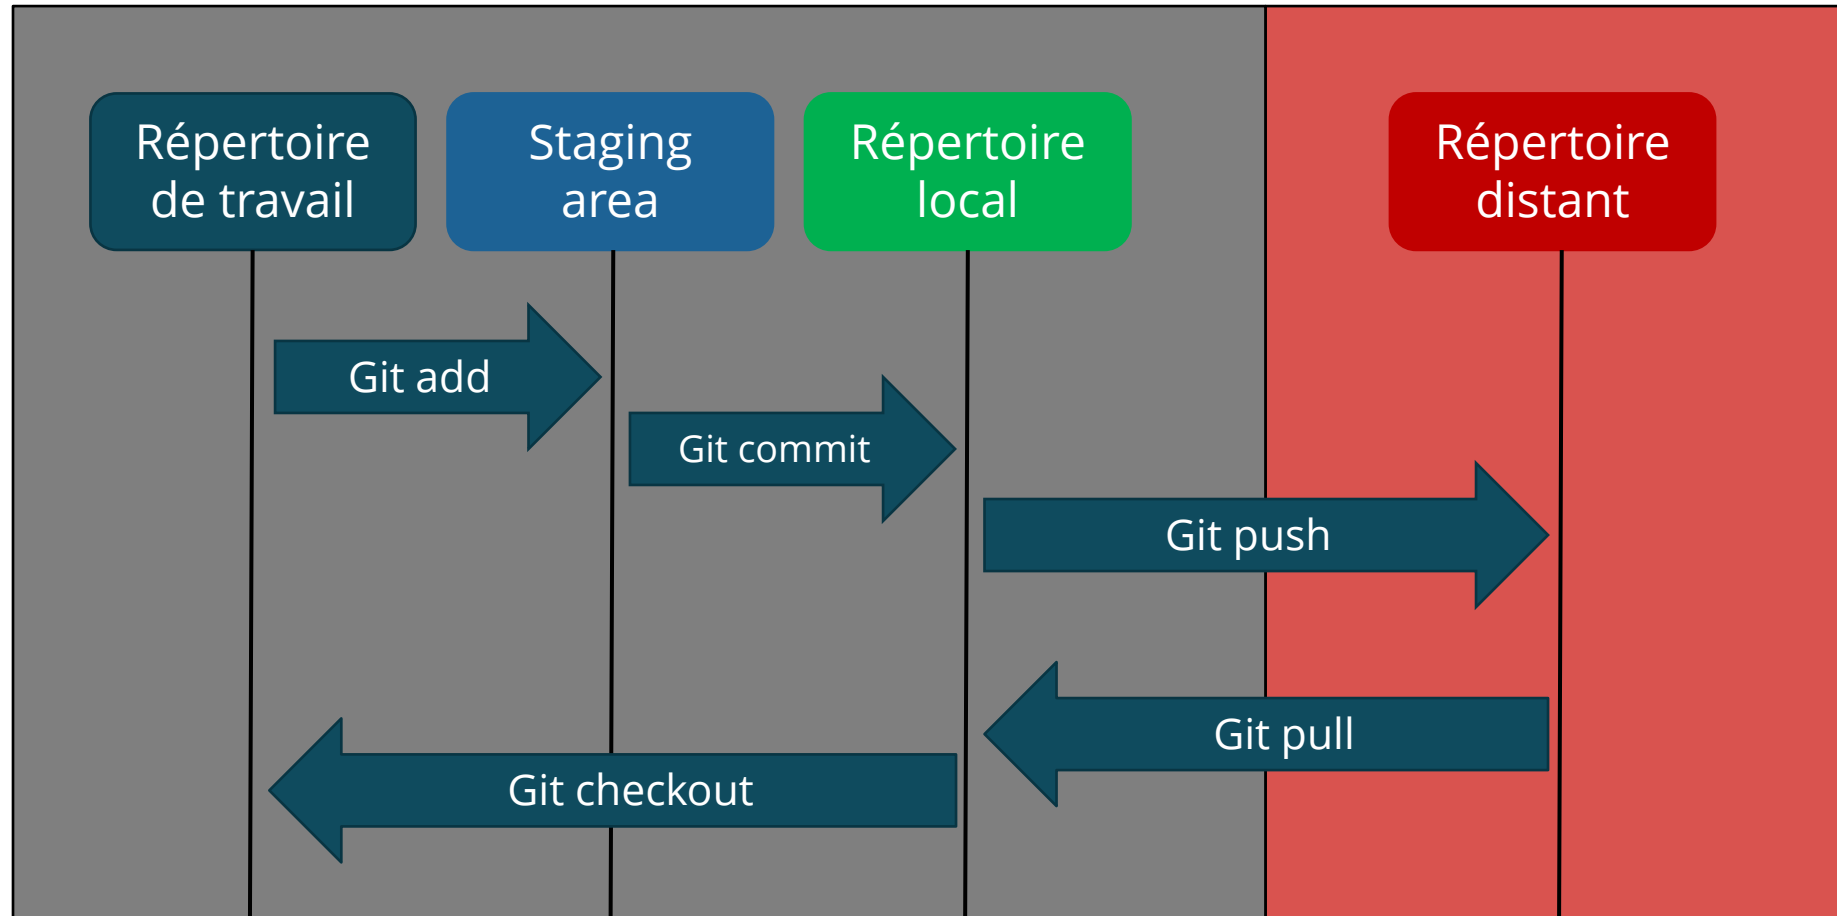 Répertoire
de travail
Staging
area
Répertoire
local
Répertoire
distant
Git add
Git commit
Git push
Git pull
Git checkout